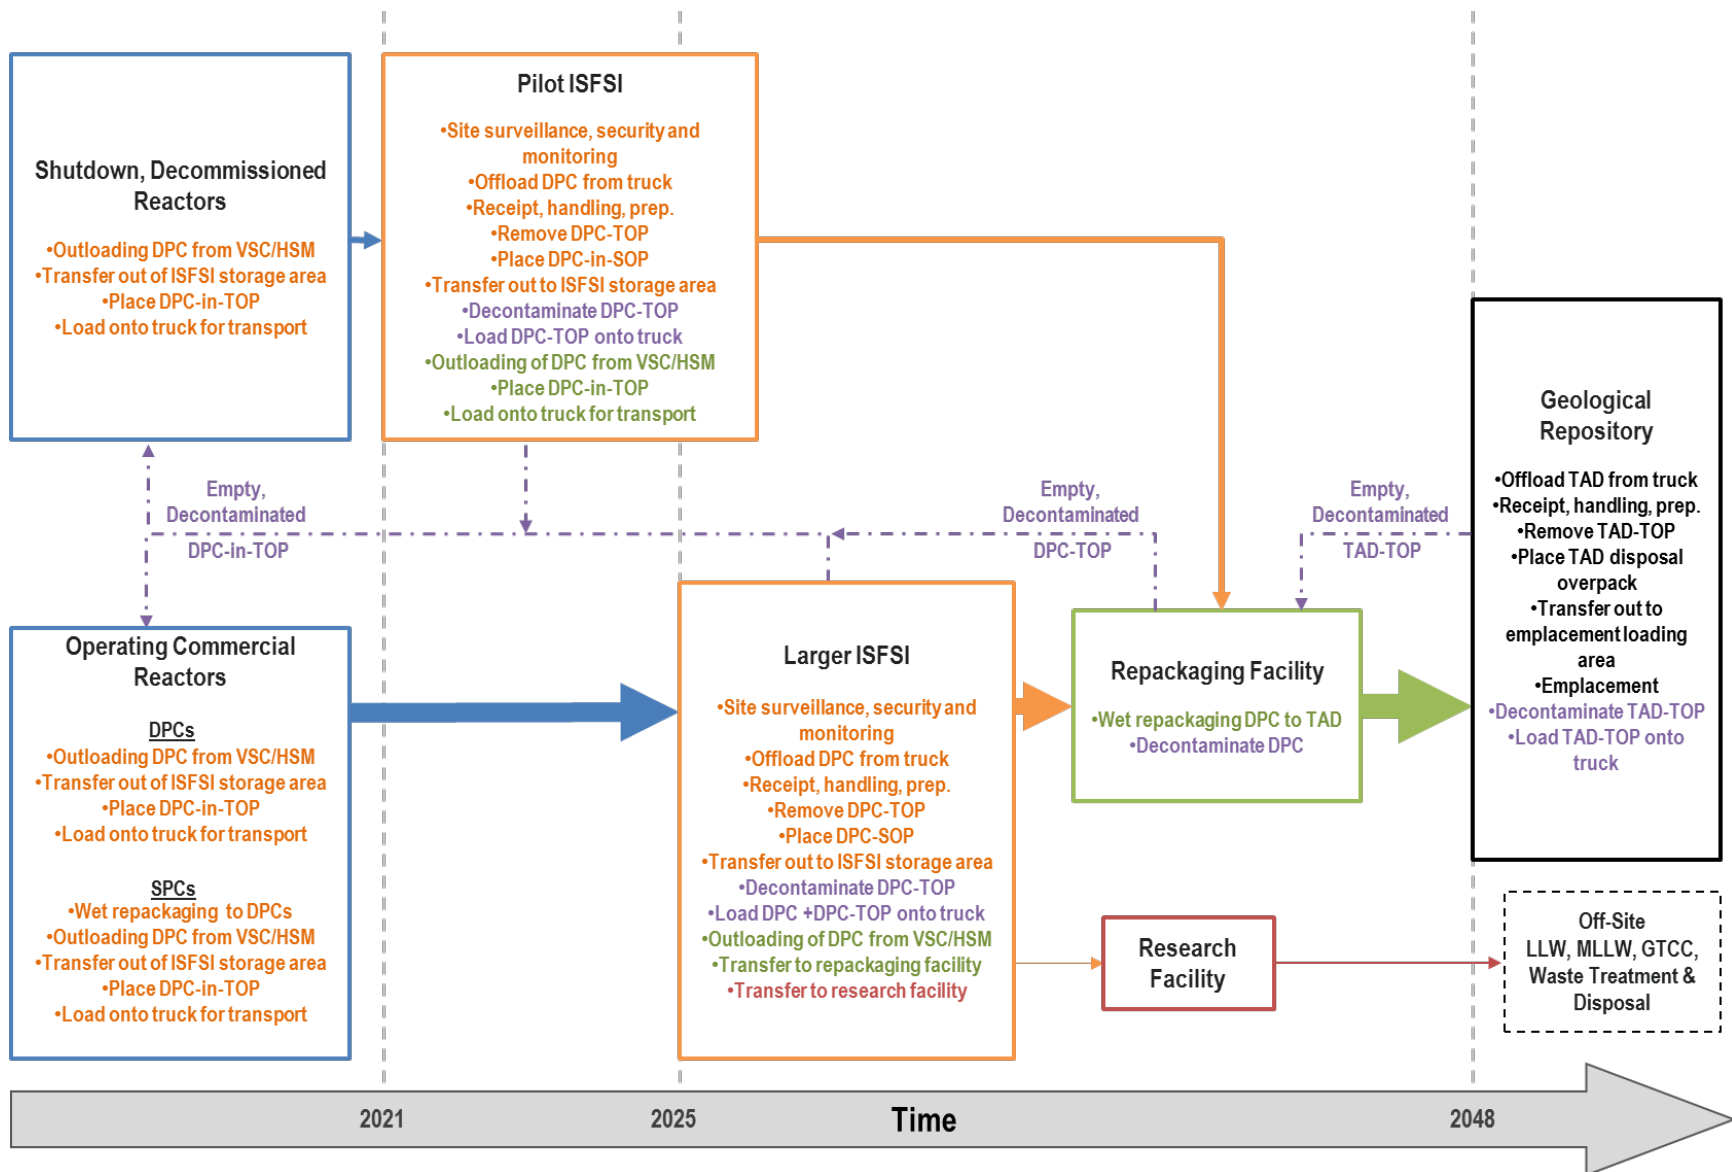 Shutdown, Decommissioned
Reactors
•Outloading DPC from VSC/HSM
•Transfer out of ISFSI storage area
•Place DPC-in-TOP
•Load onto truck for transport
Pilot ISFSI
•Site surveillance, security and
monitoring
•Offload DPC from truck
•Receipt, handling, prep.
•Remove DPC-TOP
•Place DPC-in-SOP
•Transfer out to ISFSI storage area
•Decontaminate DPC-TOP
•Load DPC-TOP onto truck
•Outloading of DPC from VSC/HSM
•Place DPC-in-TOP
•Load onto truck for transport
Empty,
Decontaminated
DPC-in-TOP
Empty,
Decontaminated
DPC-TOP
Empty,
Decontaminated
TAD-TOP
Geological
Repository
•Offload TAD from truck
•Receipt, handling, prep.
•Remove TAD-TOP
•Place TAD disposal
overpack
•Transfer out to
emplacement loading
area
•Emplacement
•Decontaminate TAD-TOP
•Load TAD-TOP onto
truck
Operating Commercial
Reactors
DPCs
•Outloading DPC from VSC/HSM
•Transfer out of ISFSI storage area
•Place DPC-in-TOP
•Load onto truck for transport
SPCs
•Wet repackaging to DPCs
•Outloading DPC from VSC/HSM
•Transfer out of ISFSI storage area
•Place DPC-in-TOP
•Load onto truck for transport
Larger ISFSI
•Site surveillance, security and
monitoring
•Offload DPC from truck
•Receipt, handling, prep.
•Remove DPC-TOP
•Place DPC-SOP
•Transfer out to ISFSI storage area
•Decontaminate DPC-TOP
•Load DPC +DPC-TOP onto truck
•Outloading of DPC from VSC/HSM
•Transfer to repackaging facility
•Transfer to research facility
Repackaging Facility
•Wet repackaging DPC to TAD
•Decontaminate DPC
Research
Facility
Off-Site
LLW, MLLW, GTCC,
Waste Treatment &
Disposal
2021
2025
Time
2048